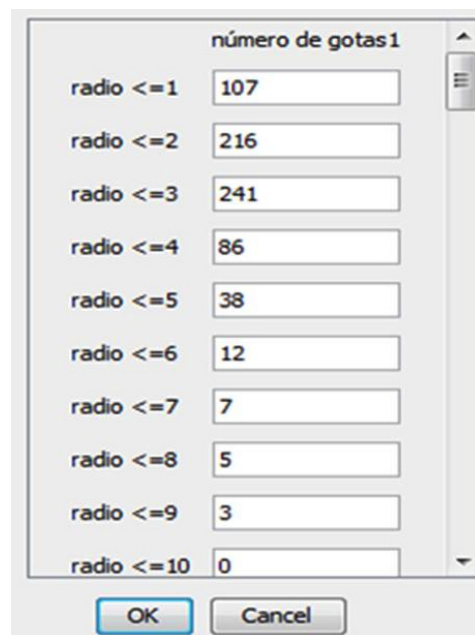 número de gotas1
radio <=1 107
radio <=2 216
radio <=3 241
radio <=4 86
radio <=5 38
radio <=6 12
radio <=7 7
radio <=8 5
radio <=9 3
radio <=10 0
OK Cancel